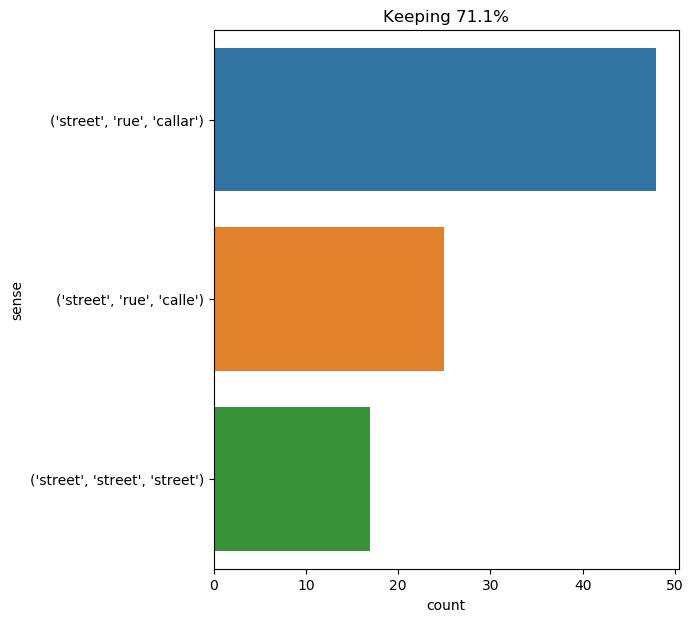 Keeping 71.1%
('street', 'rue', 'callar')
('street', 'rue', 'calle')
('street', 'street', 'street')
sense
0 10 20 30 40 50
count